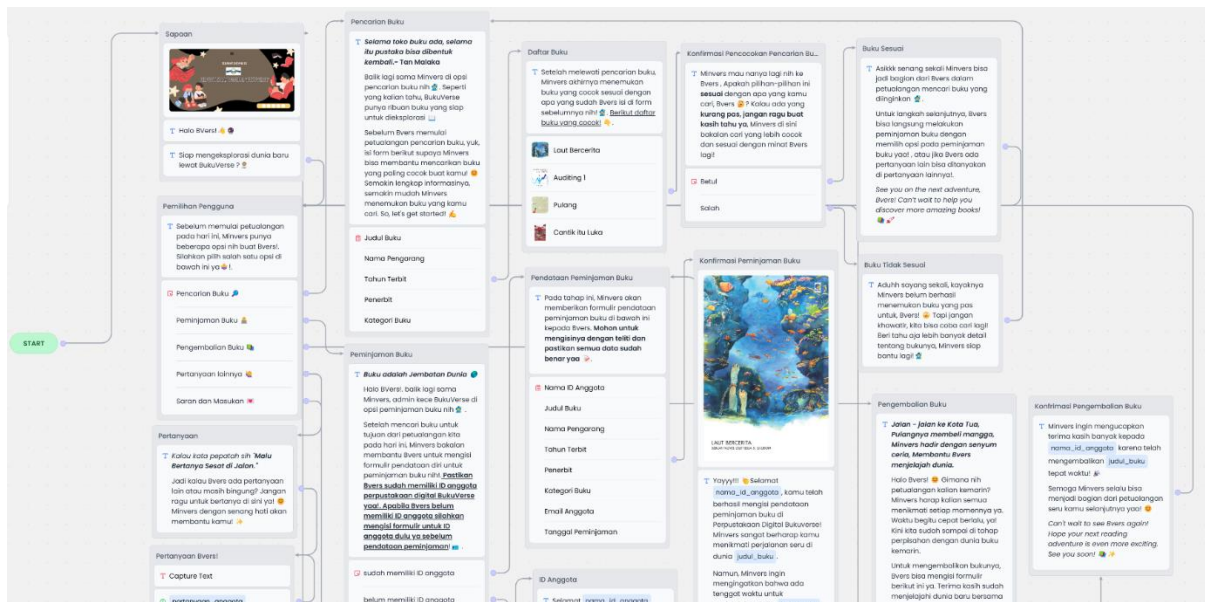 START
Sapaan
Halo BVers!
Siap mengeksplorasi dunia baru
lewat BukuVerse ?
Pemilihan Pengguna
Sebelum memulai petualangan
pada hari ini, Minvers punya
beberapa opsi nih buat Bvers!.
Silahkan pilih salah satu opsi di
bawah ini ya!.
Pencarian Buku
Peminjaman Buku
Pengembalian Buku
Pertanyaan lainnya
Saran dan Masukan
Pertanyaan
Kalau kata pepatah sih "Malu
Bertanya Sesat di Jalan."
Jadi kalau Bvers ada pertanyaan
lain atau masih bingung? Jangan
ragu untuk bertanya di sini ya!
Minvers dengan senang hati akan
membantu kamu!
Pertanyaan Bvers!
Capture Text
pertanyaan_anggota
Pencarian Buku
Selama toko buku ada, selama
itu pustaka bisa dibentuk
kembali.- Tan Malaka
Balik lagi sama Minvers di opsi
pencarian buku nih. Seperti
yang kalian tahu, BukuVerse
punya ribuan buku yang siap
untuk dieksplorasi
Sebelum Bvers memulai
petualangan pencarian buku, yuk,
isi form berikut supaya Minvers
bisa membantu mencarikan buku
yang paling cocok buat kamu!
Semakin lengkap informasinya,
semakin mudah Minvers
menemukan buku yang kamu
cari. So, let's get started!
Judul Buku
Nama Pengarang
Tahun Terbit
Penerbit
Kategori Buku
Peminjaman Buku
Buku adalah Jembatan Dunia
Halo BVers!, balik lagi sama
Minvers, admin kece BukuVerse di
opsi peminjaman buku nih .
Setelah mencari buku untuk
tujuan dari petualangan kita
pada hari ini, Minvers bakalan
membantu Bvers untuk mengisi
formulir pendataan diri untuk
peminjaman buku nih!. Pastikan
Bvers sudah memiliki ID anggota
perpustakaan digital BukuVerse
yaa!. Apabila Bvers belum
memiliki ID anggota silahkan
mengisi formulir untuk ID
anggota dulu ya sebelum
pendataan peminjaman! .
sudah memiliki ID anggota
belum memiliki ID anggota
Daftar Buku
Setelah melewati pencarian buku,
Minvers akhirnya menemukan
buku yang cocok sesuai dengan
apa yang sudah Bvers isi di form
sebelumnya nih!. Berikut daftar
buku yang cocok! .
Laut Bercerita
Auditing 1
Pulang
Cantik itu Luka
Pendataan Peminjaman Buku
Pada tahap ini, Minvers akan
memberikan formulir pendataan
peminjaman buku di bawah ini
kepada Bvers. Mohon untuk
mengisinya dengan teliti dan
pastikan semua data sudah
benar yaa .
Nama ID Anggota
Judul Buku
Nama Pengarang
Tahun Terbit
Penerbit
Kategori Buku
Email Anggota
Tanggal Peminjaman
ID Anggota
Selamat nama_id_anggota
Konfirmasi Pencocokan Pencarian Bu...
Minvers mau nanya lagi nih ke
Bvers , Apakah pilihan-pilihan ini
sesuai dengan apa yang kamu
cari, Bvers ? Kalau ada yang
kurang pas, jangan ragu buat
kasih tahu ya, Minvers di sini
bakalan cari yang lebih cocok
dan sesuai dengan minat Bvers
lagi!
Betul
Salah
Konfirmasi Peminjaman Buku
LAUT BERCERITA
Yayyy!!! Selamat
nama_id_anggota , kamu telah
berhasil mengisi pendataan
peminjaman buku di
Perpustakaan Digital Bukuverse!
Minvers sangat berharap kamu
menikmati perjalanan seru di
dunia judul_buku .
Namun, Minvers ingin
mengingatkan bahwa ada
tenggat waktu untuk
Buku Sesuai
Asikkk senang sekali Minvers bisa
jadi bagian dari Bvers dalam
petualangan mencari buku yang
diinginkan .
Untuk langkah selanjutnya, Bvers
bisa langsung melakukan
peminjaman buku dengan
memilih opsi pada peminjaman
buku yaa! , atau jika Bvers ada
pertanyaan lain bisa ditanyakan
di pertanyaan lainnya!.
See you on the next adventure,
Bvers! Can't wait to help you
discover more amazing books!
Buku Tidak Sesuai
Aduhh sayang sekali, kayaknya
Minvers belum berhasil
menemukan buku yang pas
untuk, Bvers! Tapi jangan
khawatir, kita bisa coba cari lagi!
Beri tahu aja lebih banyak detail
tentang bukunya, Minvers siap
bantu lagi!
Pengembalian Buku
Jalan - jalan ke Kota Tua,
Pulangnya membeli mangga,
Minvers hadir dengan senyum
ceria, Membantu Bvers
menjelajah dunia.
Halo Bvers! Gimana nih
petualangan kalian kemarin?
Minvers harap kalian semua
menikmati setiap momennya ya.
Waktu begitu cepat berlalu, ya!
Kini kita sudah sampai di tahap
perpisahan dengan dunia buku
kemarin.
Untuk mengembalikan bukunya,
Bvers bisa mengisi formulir
berikut ini ya. Terima kasih sudah
menjelajahi dunia baru bersama
Konfirmasi Pengembalian Buku
Minvers ingin mengucapkan
terima kasih banyak kepada
nama_id_anggota karena telah
mengembalikan judul_buku
tepat waktu!
Semoga Minvers selalu bisa
menjadi bagian dari petualangan
seru kamu selanjutnya yaa!
Can't wait to see Bvers again!
Hope your next reading
adventure is even more exciting.
See you soon!